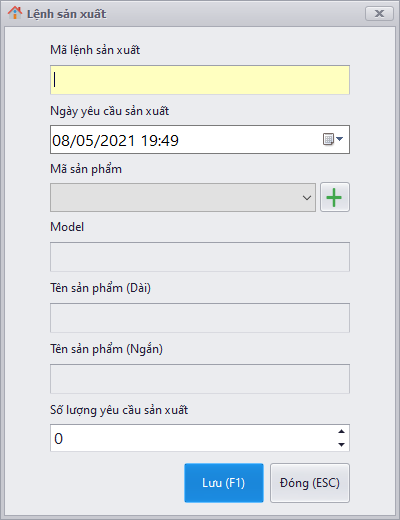 Lệnh sản xuất
Mã lệnh sản xuất
Ngày yêu cầu sản xuất
08/05/2021 19:49
Mã sản phẩm
Model
Tên sản phẩm (Dài)
Tên sản phẩm (Ngắn)
Số lượng yêu cầu sản xuất
0
Lưu (F1)
Đóng (ESC)